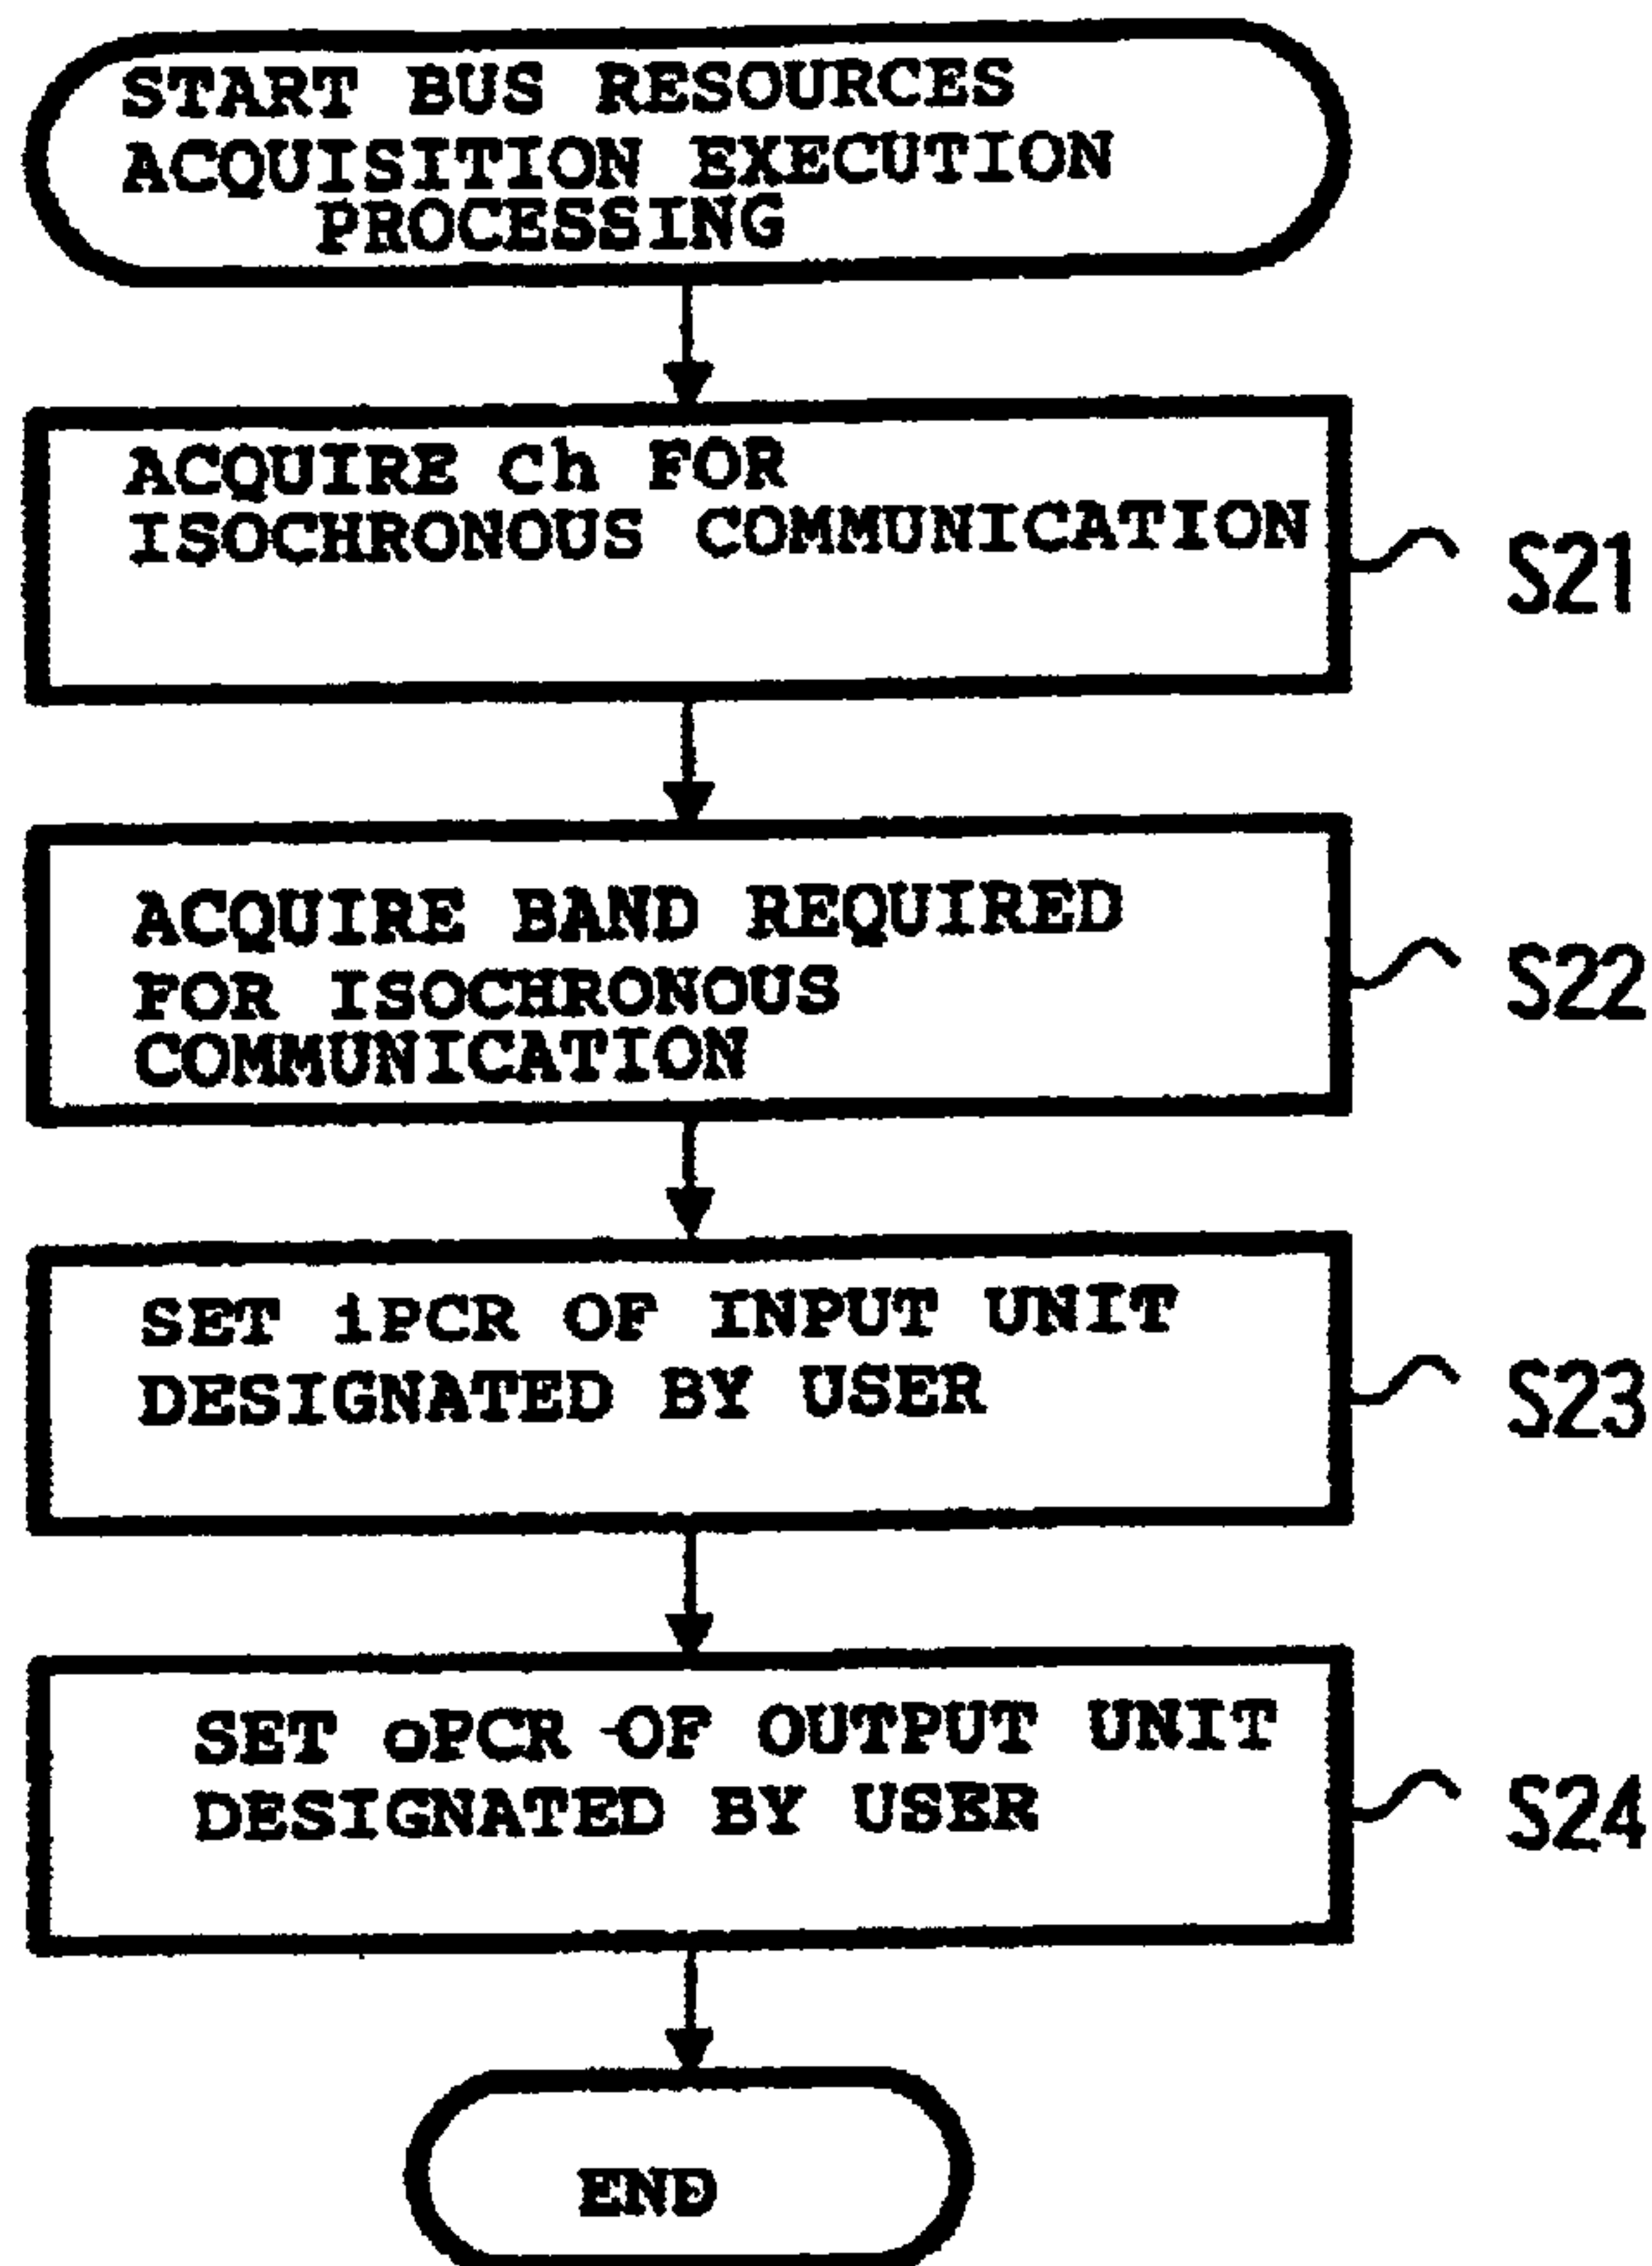 START BUS RESOURCES
ACQUISITION EXECUTION
PROCESSING
ACQUIRE Ch FOR
ISOCHRONOUS COMMUNICATION
S21
ACQUIRE BAND REQUIRED
FOR ISOCHRONOUS
COMMUNICATION
S22
SET iPCR OF INPUT UNIT
DESIGNATED BY USER
S23
SET oPCR OF OUTPUT UNIT
DESIGNATED BY USER
S24
END